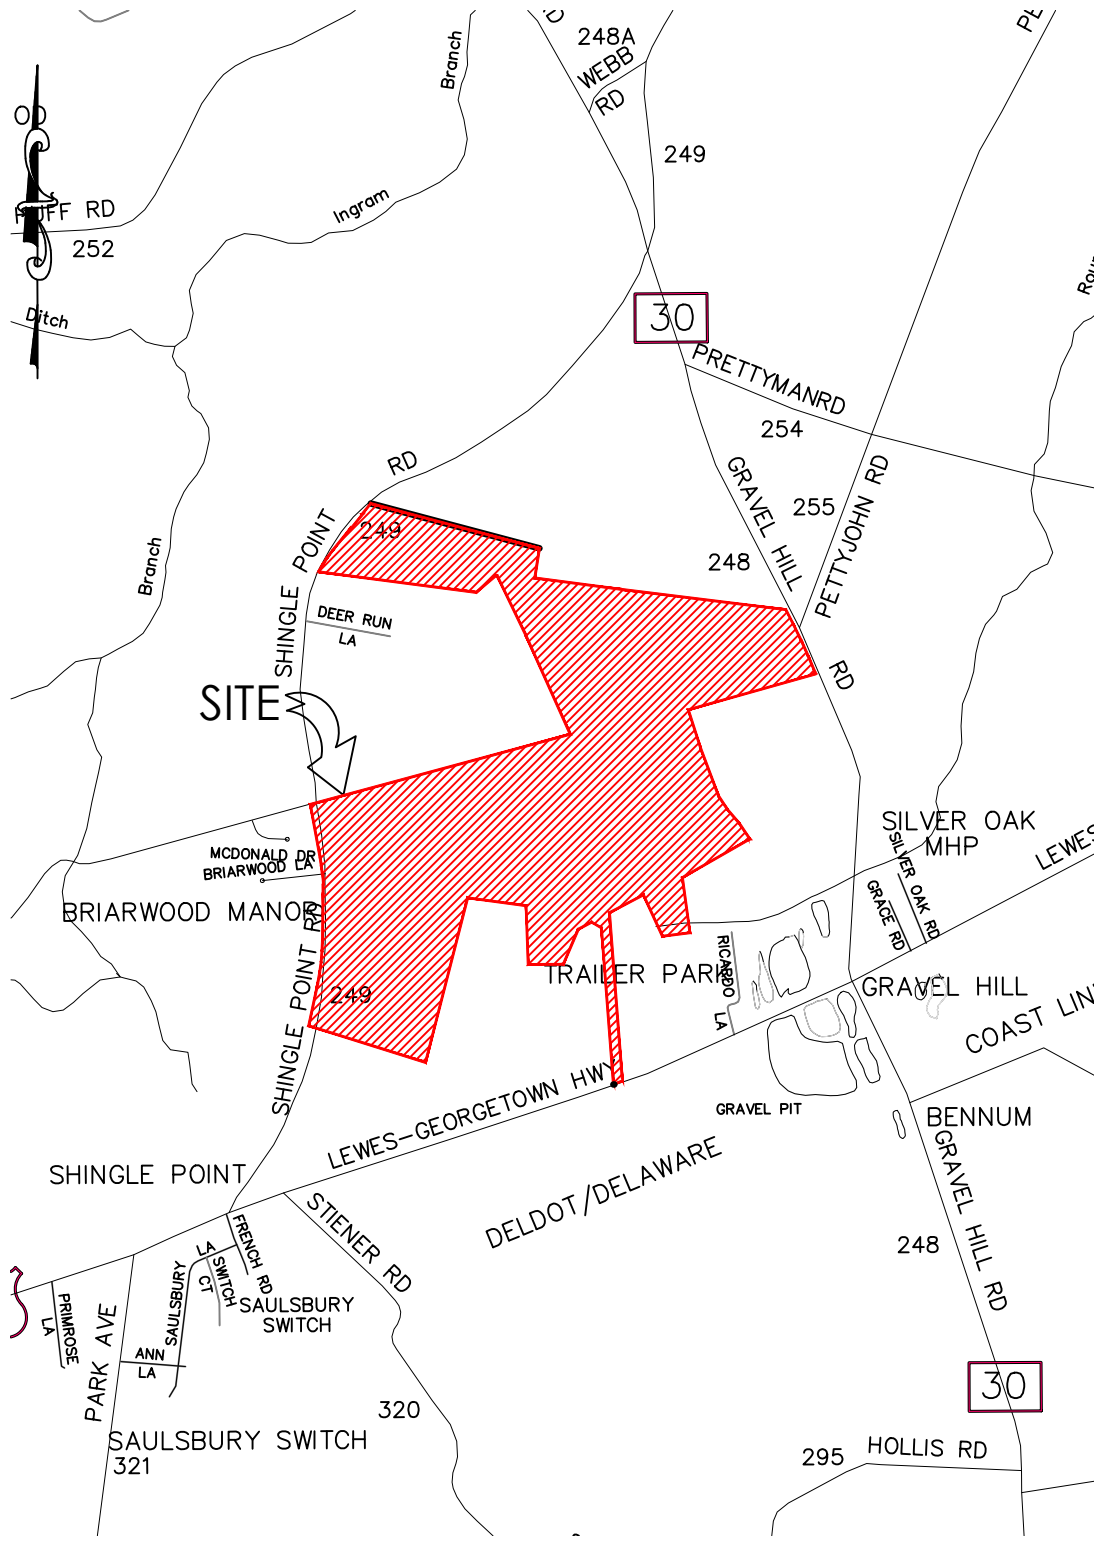 248A
WEBB
RD
Branch
249
Ingram
252
Ditch
30
PRETTYMANRD
254
RD
GRAVEL HILL
255
PETTYJOHN RD
249
SHINGLE POINT
248
Branch
DEER RUN
LA
RD
SITE
MCDONALD DR
BRIARWOOD LA
BRIARWOOD MANOR
SILVER OAK
MHP
SILVER OAK RD
GRACE RD
SHINGLE POINT RD
249
TRAILER PARK
RICARDO
LA
GRAVEL HILL
COAST
GRAVEL PIT
BENNUM
LEWES-GEORGETOWN HWY
DELDOT/DELAWARE
SHINGLE POINT
GRAVEL HILL RD
248
STIENER RD
FRENCH RD
LA
SWITCH
CT
SAULSBURY
SAULSBURY
SWITCH
PRIMROSE
LA
PARK AVE
ANN
LA
30
320
SAULSBURY SWITCH
321
295
HOLLIS RD